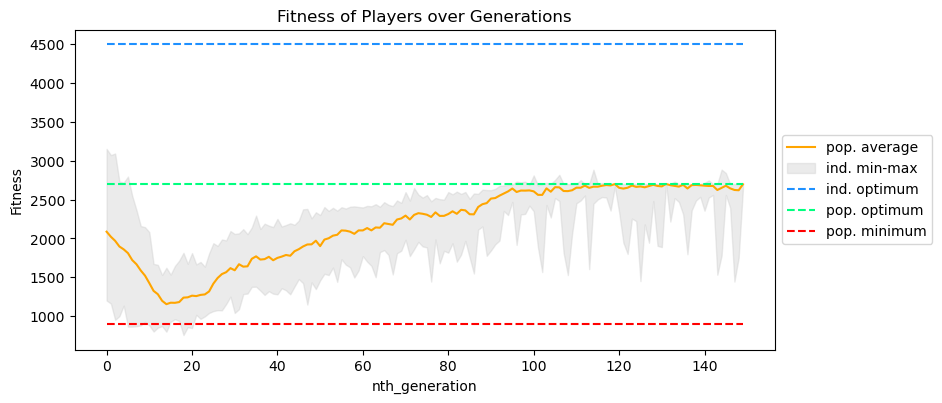 Fitness of Players over Generations
Fitness
4500
4000
3500
3000
2500
2000
1500
1000
0
20
40
60
80
100
120
140
nth_generation
pop. average
ind. min-max
ind. optimum
pop. optimum
pop. minimum